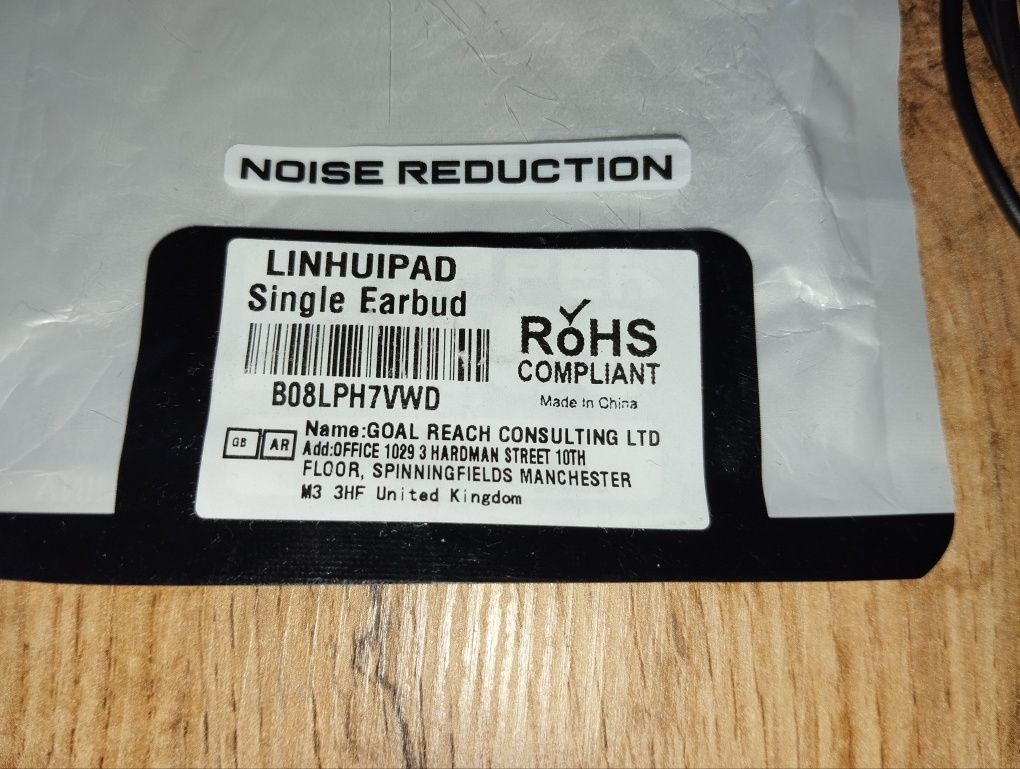 NOISE REDUCTION
LINHUIPAD
Single Earbud
B08LPH7VWD
RoHS
COMPLIANT
Made in China
GB AR
Name:GOAL REACH CONSULTING LTD
Add:OFFICE 1029 3 HARDMAN STREET 10TH
FLOOR, SPINNINGFIELDS MANCHESTER
M3 3HF United Kingdom